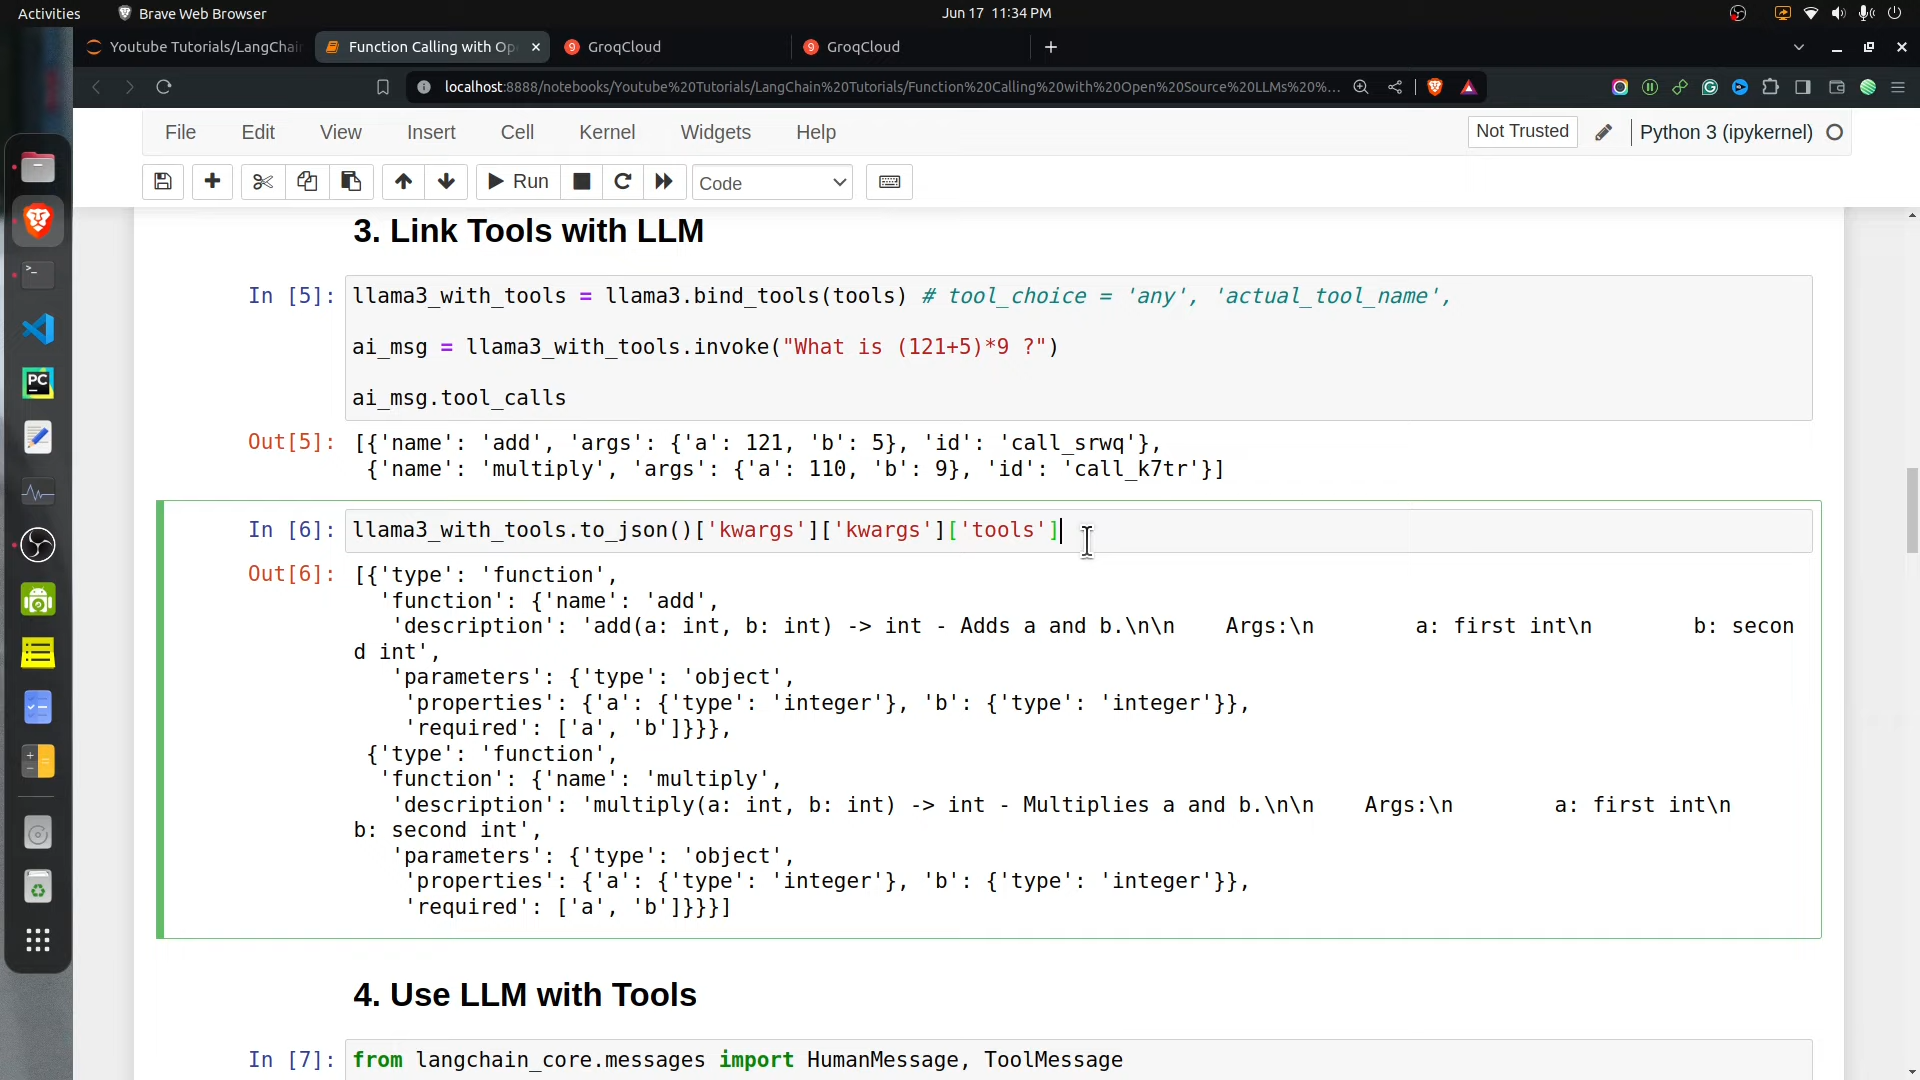 Activities Brave Web Browser Jun 17 11:34 PM
Youtube Tutorials/LangChain Function Calling with Op GroqCloud GroqCloud
localhost:8888/notebooks/Youtube%20Tutorials/LangChain%20Tutorials/Function%20Calling%20with%20Open%20Source%20LLMs%20%...
File Edit View Insert Cell Kernel Widgets Help Not Trusted Python 3 (ipykernel)
Run Code
3. Link Tools with LLM
In [5]: llama3_with_tools = llama3.bind_tools(tools) # tool_choice = 'any', 'actual_tool_name',
ai_msg = llama3_with_tools.invoke("What is (121+5)*9 ?")
ai_msg.tool_calls
Out[5]: [{'name': 'add', 'args': {'a': 121, 'b': 5}, 'id': 'call_srwq'},
{'name': 'multiply', 'args': {'a': 110, 'b': 9}, 'id': 'call_k7tr'}]
In [6]: llama3_with_tools.to_json()['kwargs']['kwargs']['tools']
Out[6]: [{'type': 'function',
'function': {'name': 'add',
'description': 'add(a: int, b: int) -> int - Adds a and b.\n\n    Args:\n        a: first int\n        b: secon
d int',
'parameters': {'type': 'object',
'properties': {'a': {'type': 'integer'}, 'b': {'type': 'integer'}},
'required': ['a', 'b']}}},
{'type': 'function',
'function': {'name': 'multiply',
'description': 'multiply(a: int, b: int) -> int - Multiplies a and b.\n\n    Args:\n        a: first int\n
b: second int',
'parameters': {'type': 'object',
'properties': {'a': {'type': 'integer'}, 'b': {'type': 'integer'}},
'required': ['a', 'b']}}}]
4. Use LLM with Tools
In [7]: from langchain_core.messages import HumanMessage, ToolMessage